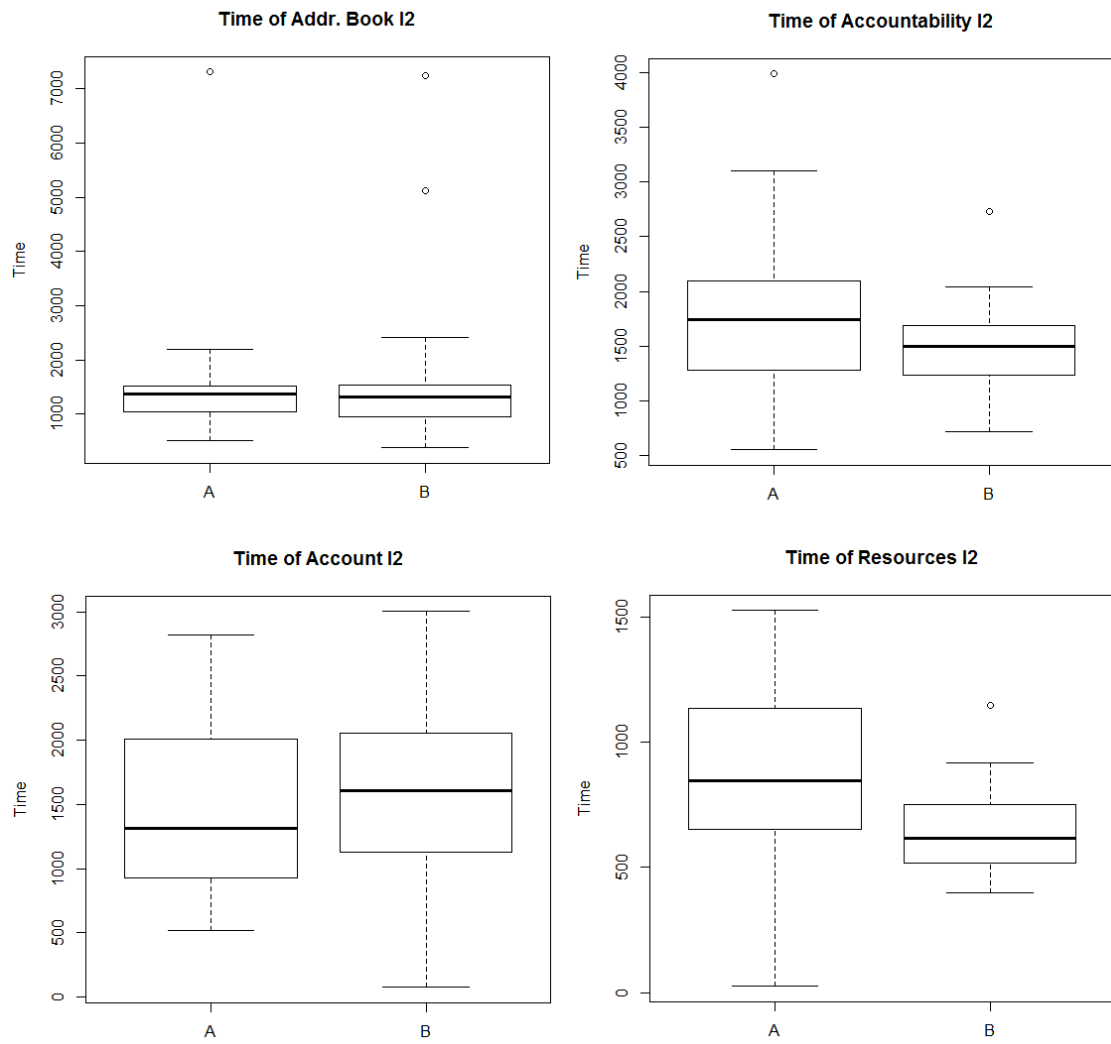 Time of Addr. Book I2
Time
7000
6000
5000
4000
3000
2000
1000
A
B
Time of Accountability I2
Time
4000
3500
3000
2500
2000
1500
1000
500
A
B
Time of Account I2
Time
3000
2500
2000
1500
1000
500
0
A
B
Time of Resources I2
Time
1500
1000
500
0
A
B